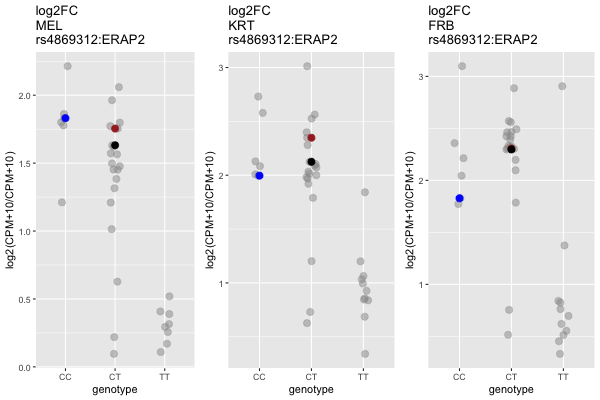 log2FC
MEL
rs4869312:ERAP2
log2(CPM+10/CPM+10)
2.0
1.5
1.0
0.5
0.0
CC
CT
TT
genotype
log2FC
KRT
rs4869312:ERAP2
log2(CPM+10/CPM+10)
3
2
1
CC
CT
TT
genotype
log2FC
FRB
rs4869312:ERAP2
log2(CPM+10/CPM+10)
3
2
1
CC
CT
TT
genotype